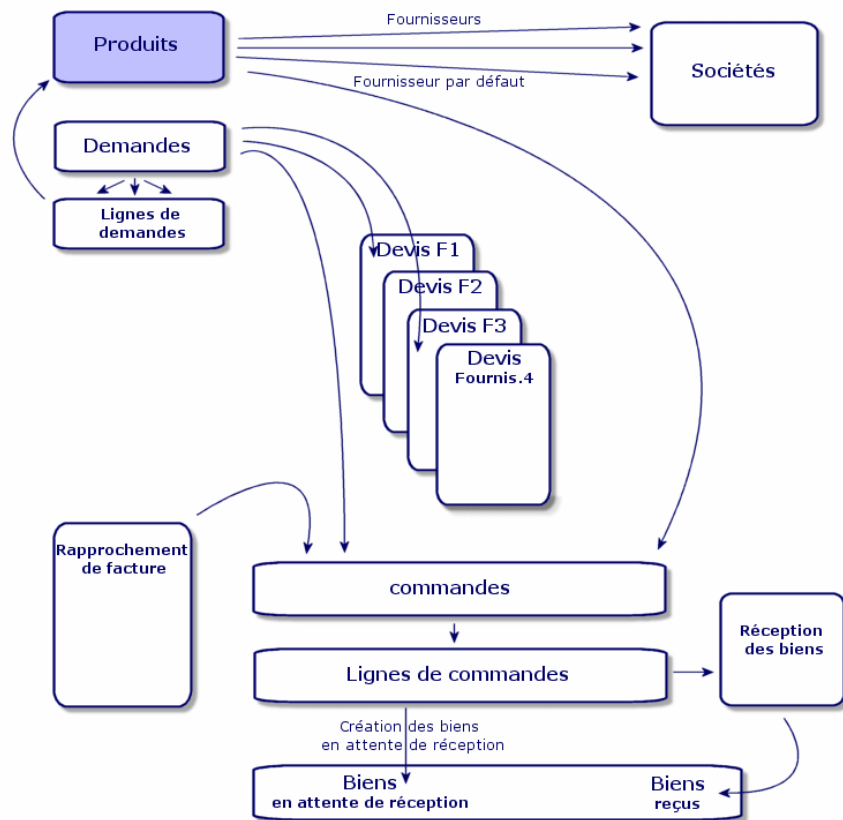 Fournisseurs
Produits
Sociétés
Fournisseur par défaut
Demandes
Lignes de
demandes
Devis F1
Devis F2
Devis F3
Devis
Fournis.4
Rapprochement
de facture
commandes
Réception
des biens
Lignes de commandes
Création des biens
en attente de réception
Biens
en attente de réception
Biens
reçus